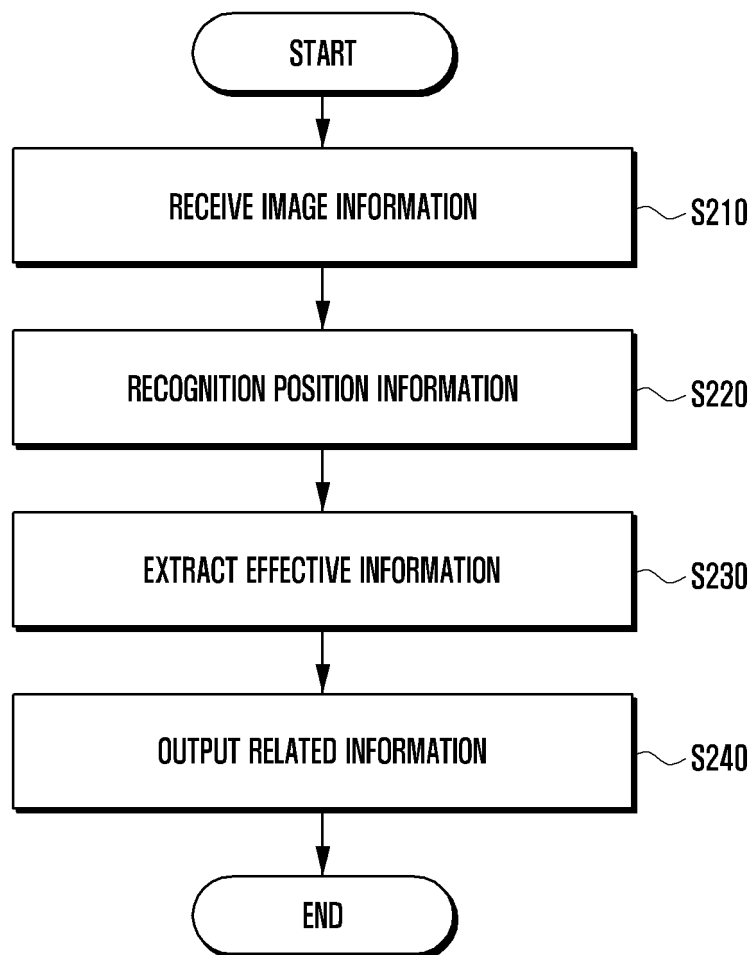 START
RECEIVE IMAGE INFORMATION
S210
RECOGNITION POSITION INFORMATION
S220
EXTRACT EFFECTIVE INFORMATION
S230
OUTPUT RELATED INFORMATION
S240
END